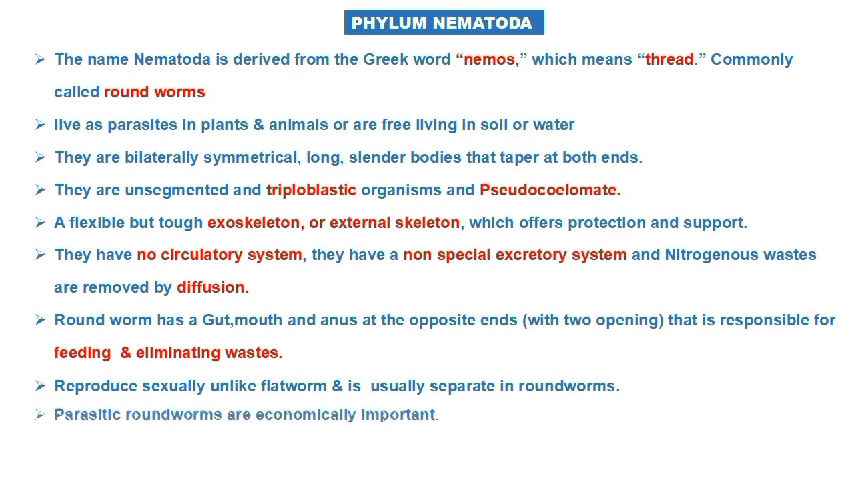 PHYLUM NEMATODA
➢ The name Nematoda is derived from the Greek word “nemos,” which means “thread.” Commonly
called round worms
➢ live as parasites in plants & animals or are free living in soil or water
➢ They are bilaterally symmetrical, long, slender bodies that taper at both ends.
➢ They are unsegmented and triploblastic organisms and Pseudocoelomate.
➢ A flexible but tough exoskeleton, or external skeleton, which offers protection and support.
➢ They have no circulatory system, they have a non special excretory system and Nitrogenous wastes
are removed by diffusion.
➢ Round worm has a Gut,mouth and anus at the opposite ends (with two opening) that is responsible for
feeding & eliminating wastes.
➢ Reproduce sexually unlike flatworm & is usually separate in roundworms.
➢ Parasitic roundworms are economically important.